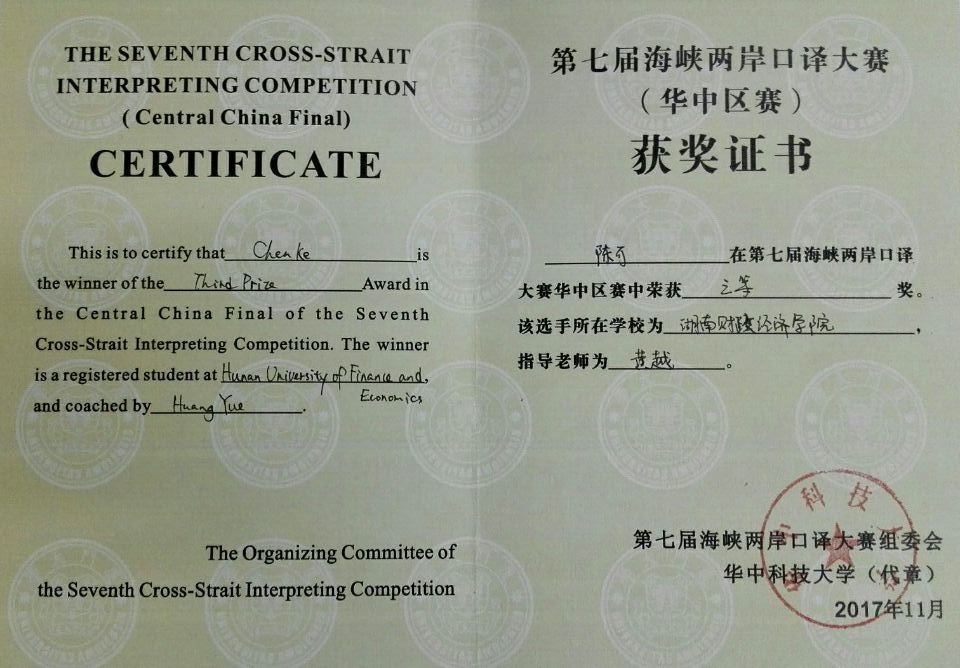 THE SEVENTH CROSS-STRAIT
INTERPRETING COMPETITION
( Central China Final)
CERTIFICATE
This is to certify that Chen Ke is
the winner of the Third Prize Award in
the Central China Final of the Seventh
Cross-Strait Interpreting Competition. The winner
is a registered student at Hunan University of Finance and,
Economics
and coached by Huang Yue.
The Organizing Committee of
the Seventh Cross-Strait Interpreting Competition
第七届海峡两岸口译大赛
（华中区赛）
获奖证书
陈可在第七届海峡两岸口译
大赛华中区赛中荣获三等奖。
该选手所在学校为湖南财政经济学院，
指导老师为黄越。
第七届海峡两岸口译大赛组委会
华中科技大学（代章）
2017年11月